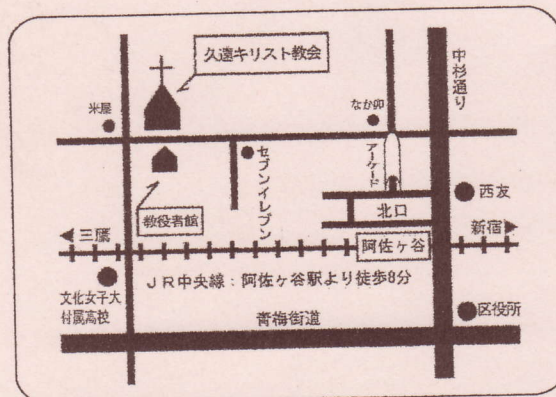 久遠キリスト教会
中杉通り
米屋
なか卯
アーケード
セブンイレブン
教役者館
西友
北口
三鷹
新宿
阿佐ヶ谷
JR中央線：阿佐ヶ谷駅より徒歩8分
文化女子大
付属高校
区役所
青梅街道